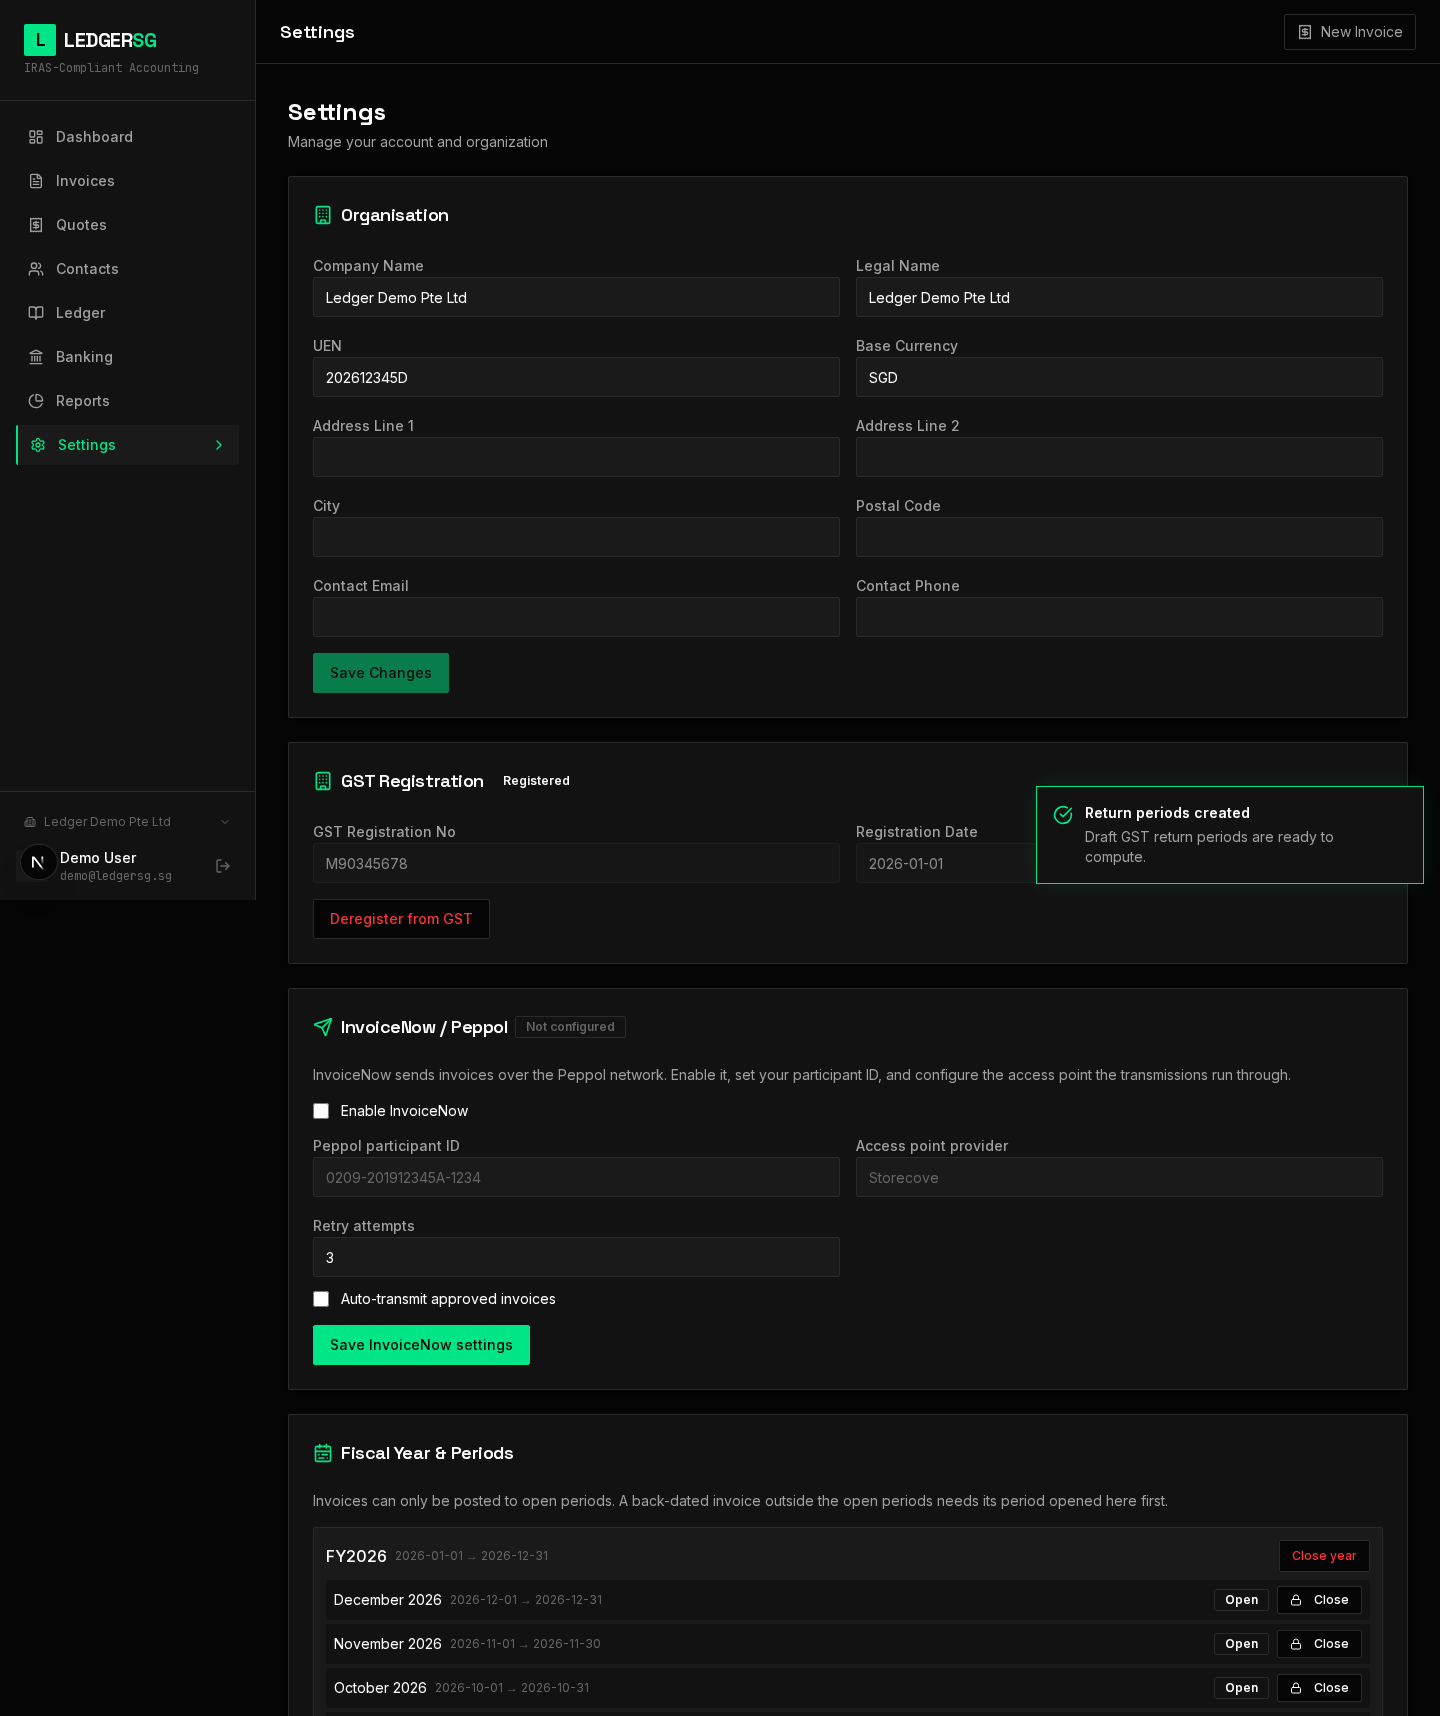 L LEDGERSG
IRAS-Compliant Accounting
Dashboard
Invoices
Quotes
Contacts
Ledger
Banking
Reports
Settings
Ledger Demo Pte Ltd
N Demo User
demo@ledgersg.sg
Settings
New Invoice
Settings
Manage your account and organization
Organisation
Company Name
Legal Name
Ledger Demo Pte Ltd
Ledger Demo Pte Ltd
UEN
Base Currency
202612345D
SGD
Address Line 1
Address Line 2
City
Postal Code
Contact Email
Contact Phone
Save Changes
GST Registration Registered
GST Registration No
Registration Date
M90345678
2026-01-01
Return periods created
Draft GST return periods are ready to
compute.
Deregister from GST
InvoiceNow / Peppol Not configured
InvoiceNow sends invoices over the Peppol network. Enable it, set your participant ID, and configure the access point the transmissions run through.
Enable InvoiceNow
Peppol participant ID
Access point provider
0209-201912345A-1234
Storecove
Retry attempts
3
Auto-transmit approved invoices
Save InvoiceNow settings
Fiscal Year & Periods
Invoices can only be posted to open periods. A back-dated invoice outside the open periods needs its period opened here first.
FY2026 2026-01-01 → 2026-12-31 Close year
December 2026 2026-12-01 → 2026-12-31 Open Close
November 2026 2026-11-01 → 2026-11-30 Open Close
October 2026 2026-10-01 → 2026-10-31 Open Close